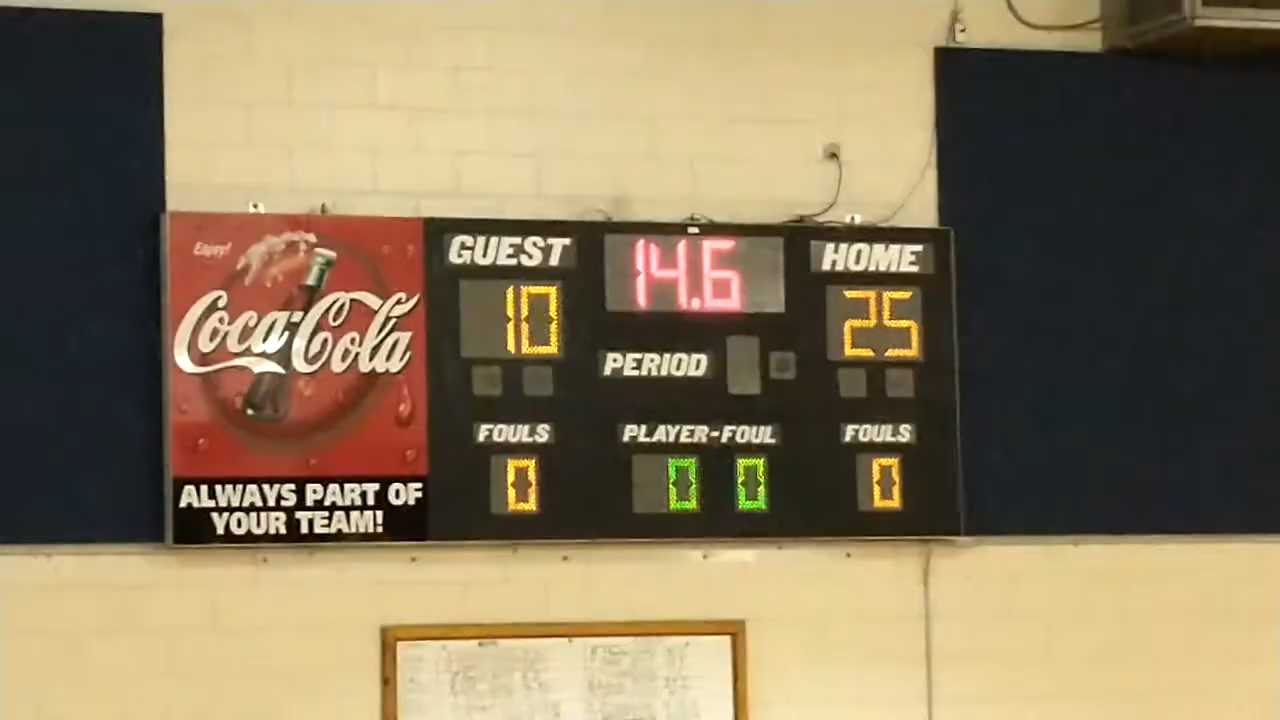 Enjoy!
Coca-Cola
ALWAYS PART OF
YOUR TEAM!
GUEST
14.6
HOME
10
25
PERIOD
FOULS
PLAYER-FOUL
FOULS
0
0 0
0